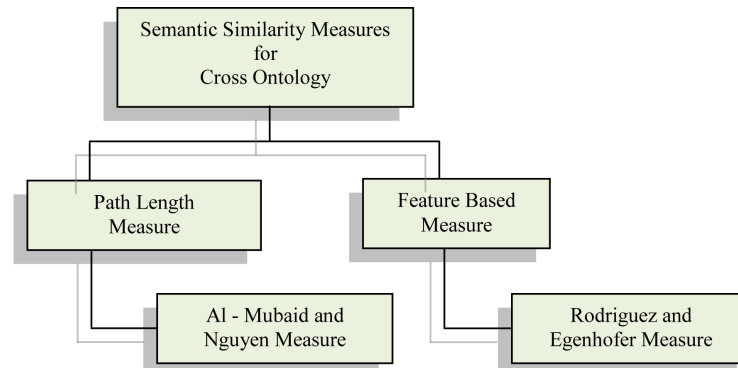 Semantic Similarity Measures
for
Cross Ontology
Path Length
Measure
Feature Based
Measure
Al - Mubaid and
Nguyen Measure
Rodriguez and
Egenhofer Measure